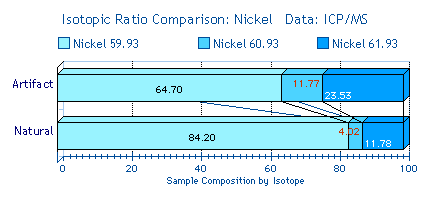 Isotopic Ratio Comparison: Nickel Data: ICP/MS
Nickel 59.93 Nickel 60.93 Nickel 61.93
Artifact 64.70 11.77 23.53
Natural 84.20 4.02 11.78
0 20 40 60 80 100
Sample Composition by Isotope